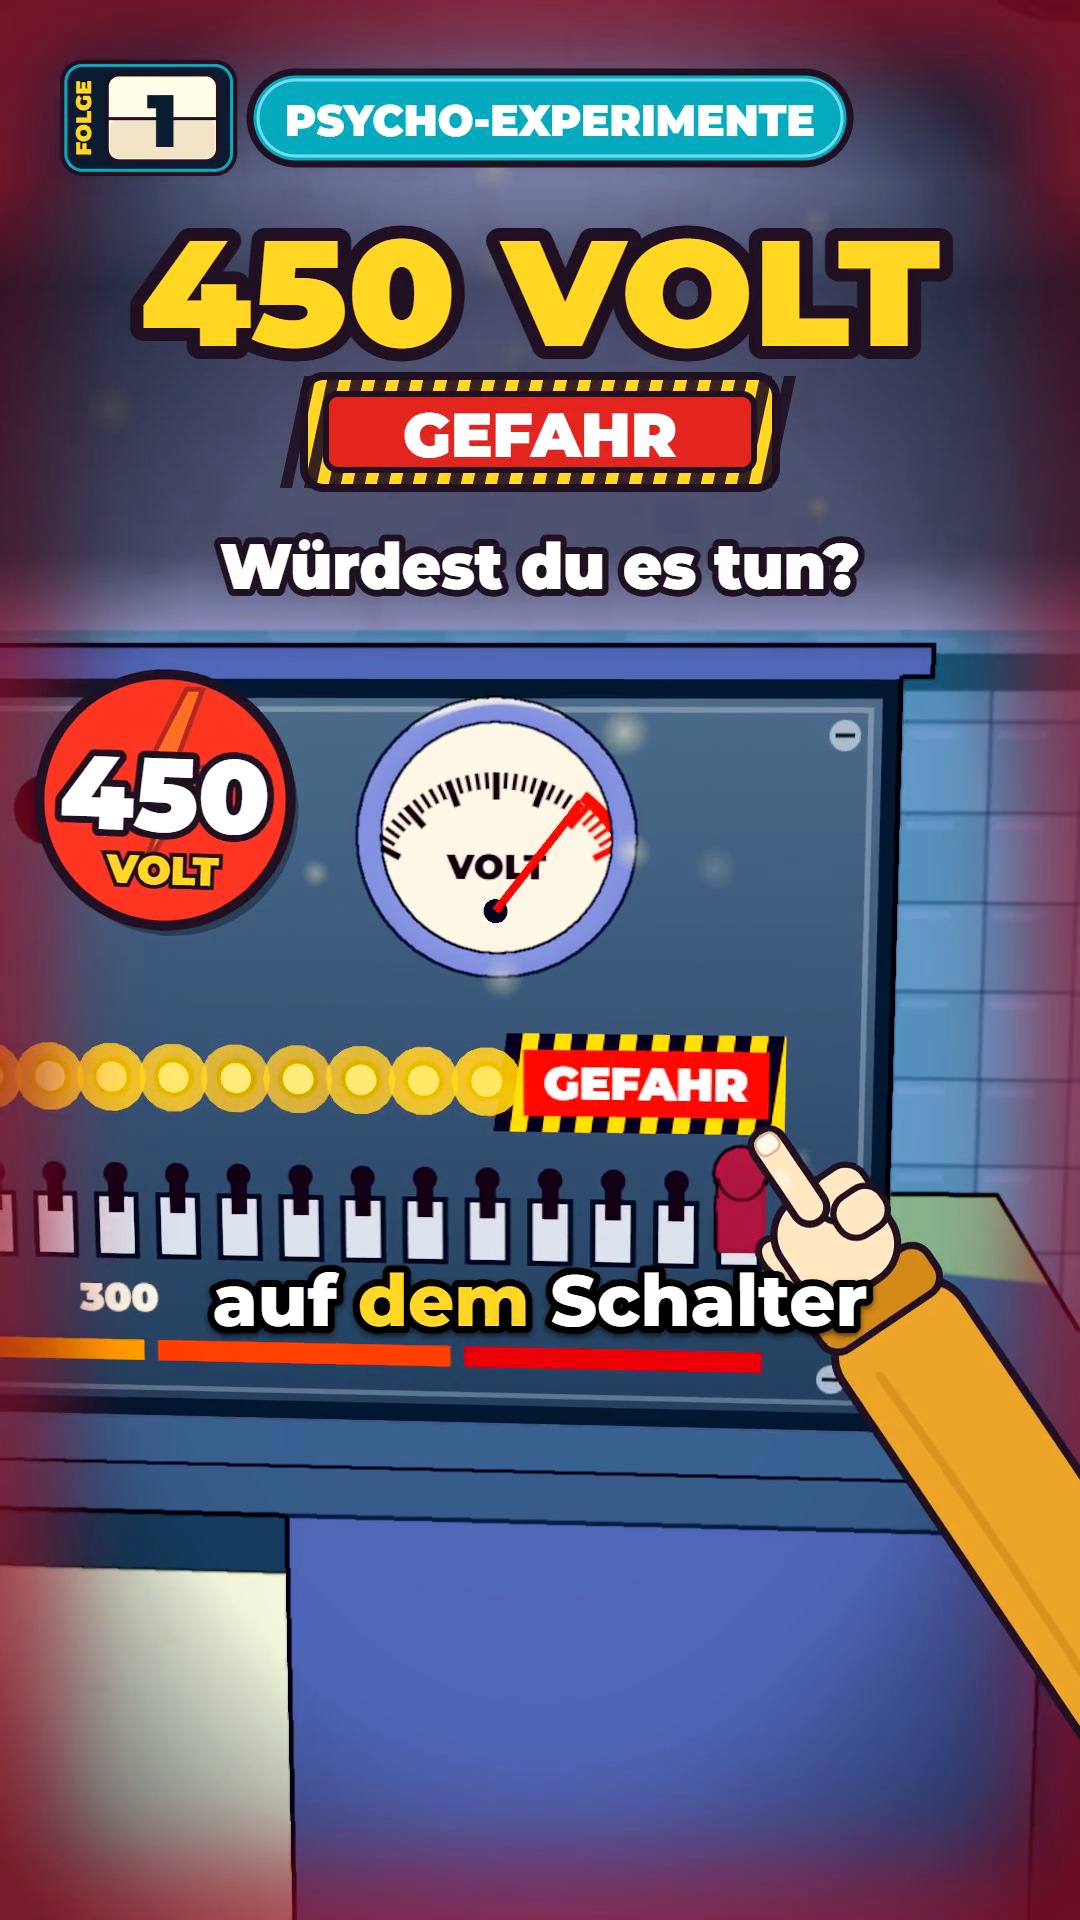 FOLGE
1
PSYCHO-EXPERIMENTE
450 VOLT
GEFAHR
Würdest du es tun?
450
VOLT
VOLT
GEFAHR
300
auf dem Schalter